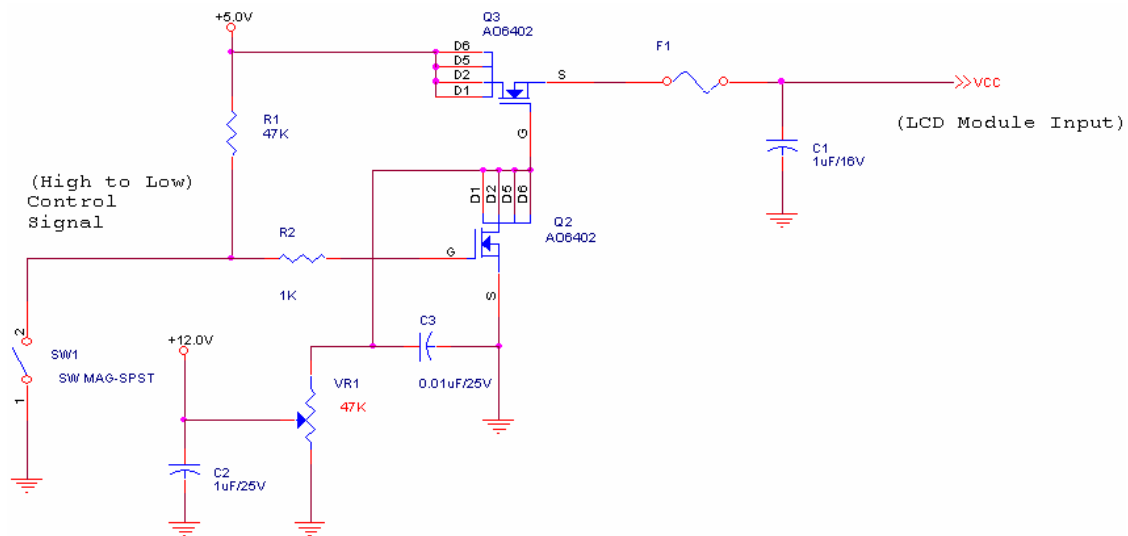 +5.0V
Q3
AO6402
D6
D5
D2
D1
S
F1
VCC
(LCD Module Input)
R1
47K
G
C1
1uF/16V
(High to Low)
Control
Signal
D1
D2
D5
D6
Q2
AO6402
R2
G
1K
S
C3
+12.0V
2
SW1
SW MAG-SPST
1
VR1
47K
0.01uF/25V
C2
1uF/25V